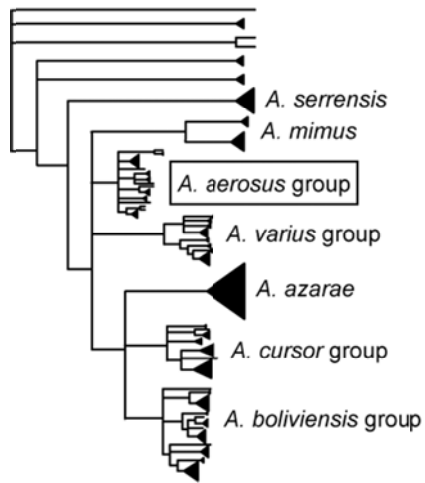 A. serrensis
A. mimus
A. aerosus group
A. varius group
A. azarae
A. cursor group
A. boliviensis group